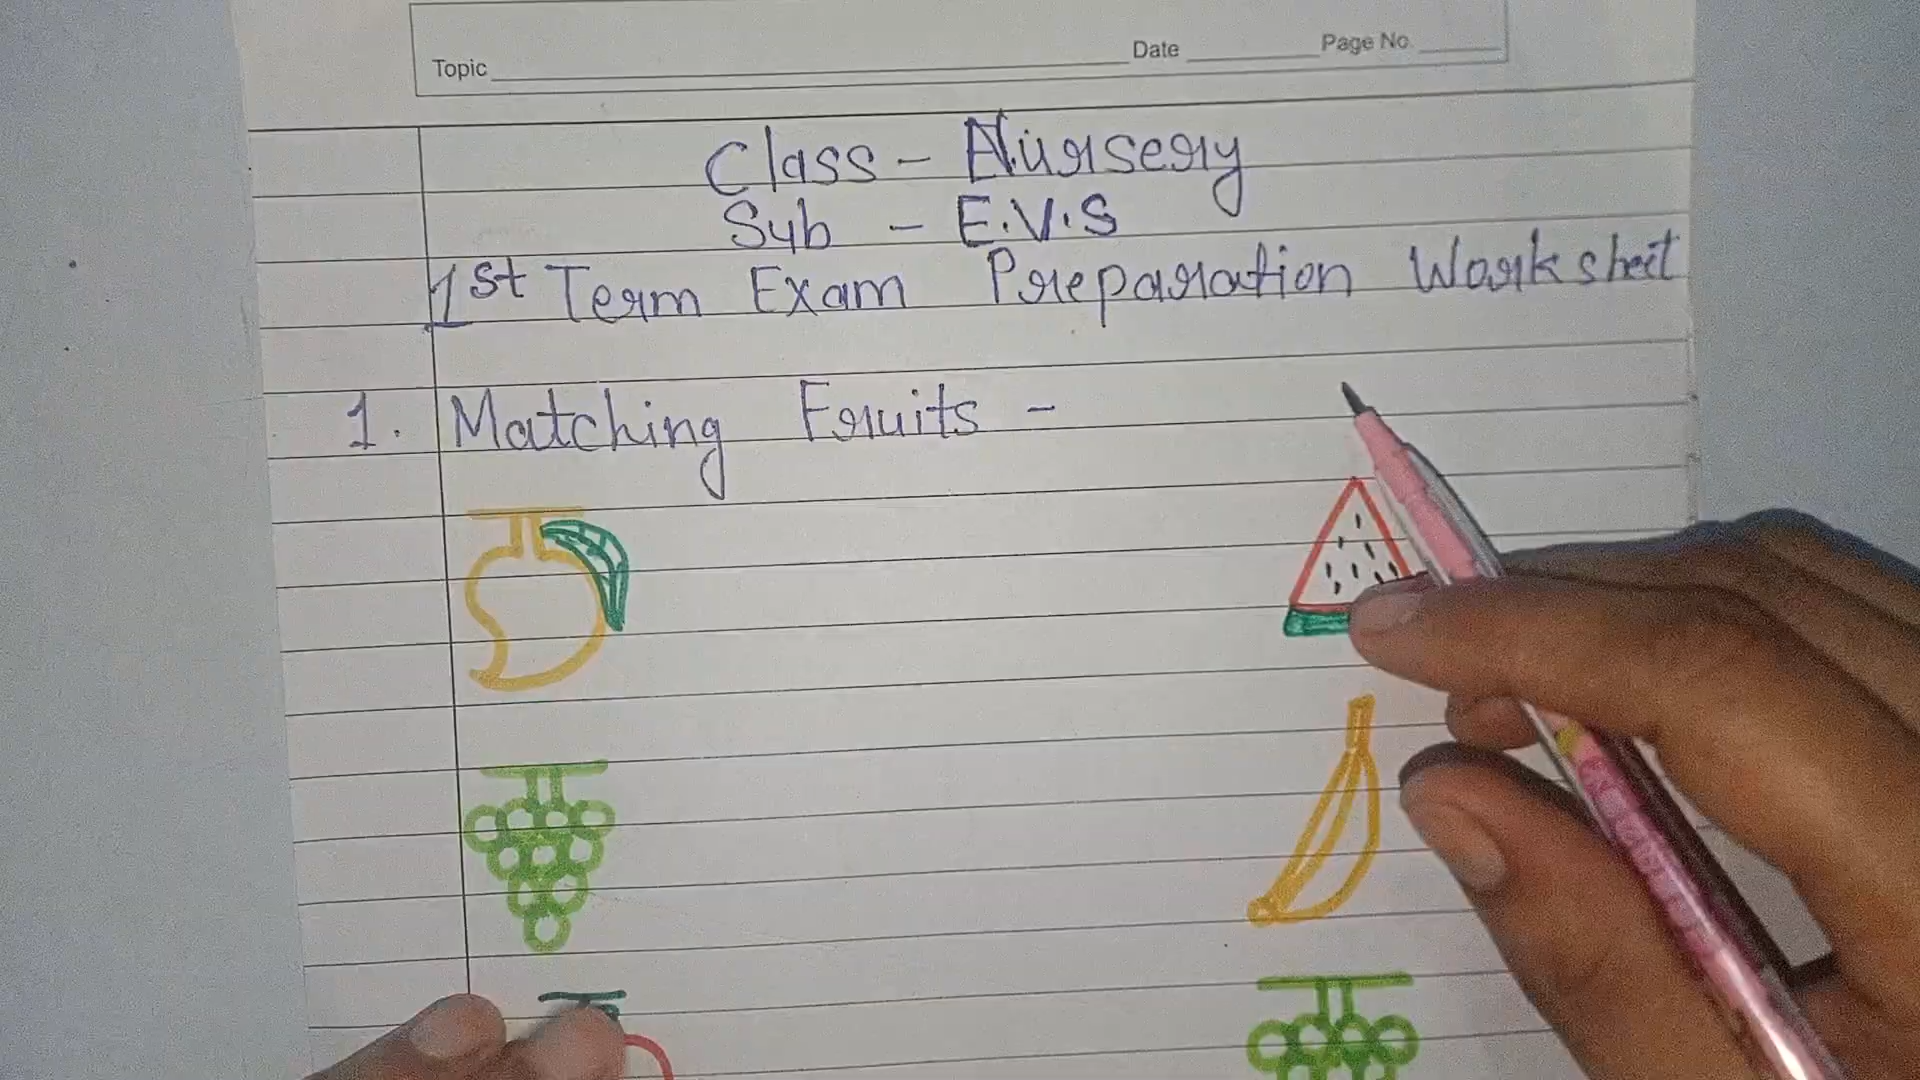 Topic Date Page No.
Class - Nursery
Sub - E.V.S
1st Term Exam Preparation Worksheet
1. Matching Fruits -